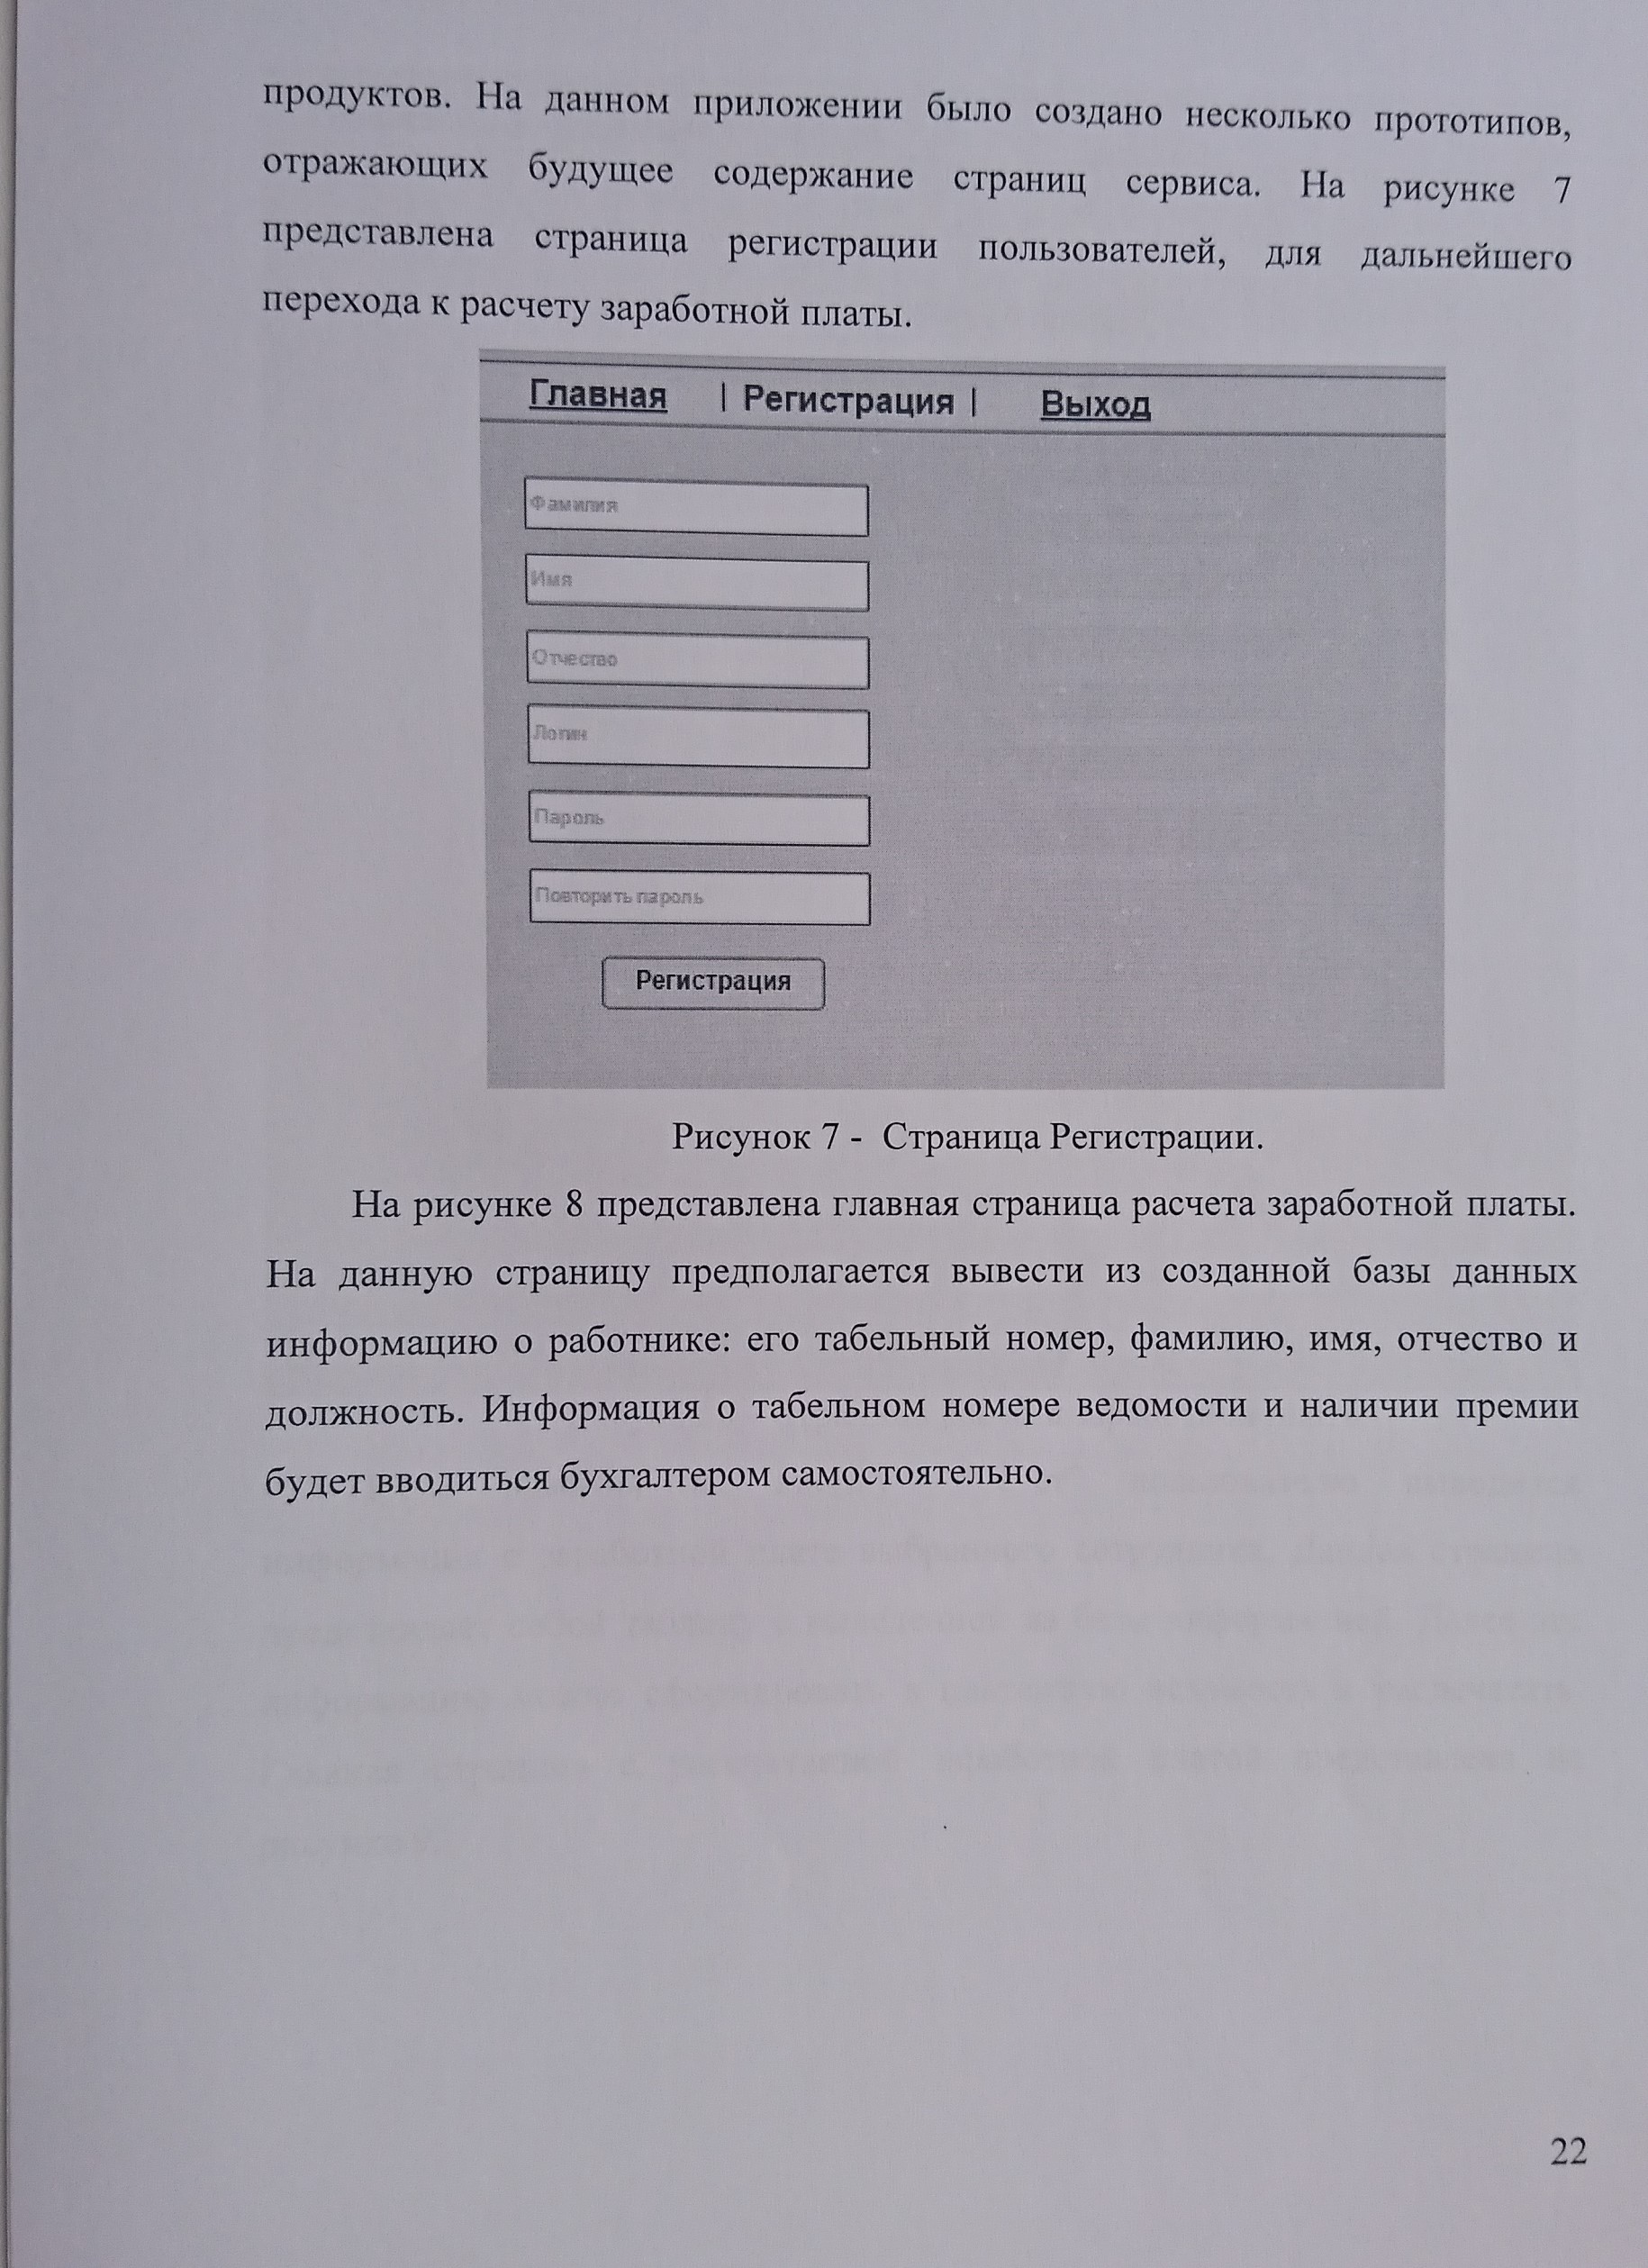 продуктов. На данном приложении было создано несколько прототипов,
отражающих будущее содержание страниц сервиса. На рисунке 7
представлена страница регистрации пользователей, для дальнейшего
перехода к расчету заработной платы.
Главная | Регистрация | Выход
Фамилия
Имя
Отчество
Логин
Пароль
Повторить пароль
Регистрация
Рисунок 7 - Страница Регистрации.
На рисунке 8 представлена главная страница расчета заработной платы.
На данную страницу предполагается вывести из созданной базы данных
информацию о работнике: его табельный номер, фамилию, имя, отчество и
должность. Информация о табельном номере ведомости и наличии премии
будет вводиться бухгалтером самостоятельно.
22